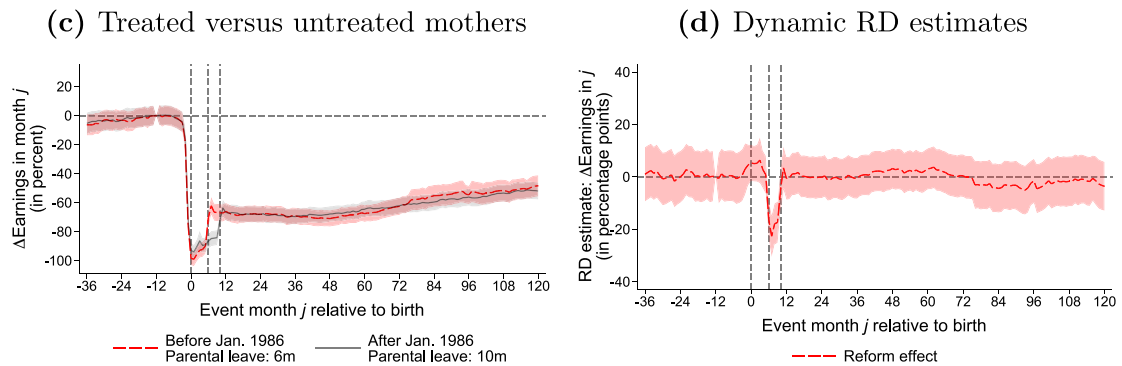 (c) Treated versus untreated mothers
ΔEarnings in month j
(in percent)
20
0
-20
-40
-60
-80
-100
-36 -24 -12 0 12 24 36 48 60 72 84 96 108 120
Event month j relative to birth
Before Jan. 1986
Parental leave: 6m
After Jan. 1986
Parental leave: 10m
(d) Dynamic RD estimates
RD estimate: ΔEarnings in j
(in percentage points)
40
20
0
-20
-40
-36 -24 -12 0 12 24 36 48 60 72 84 96 108 120
Event month j relative to birth
Reform effect